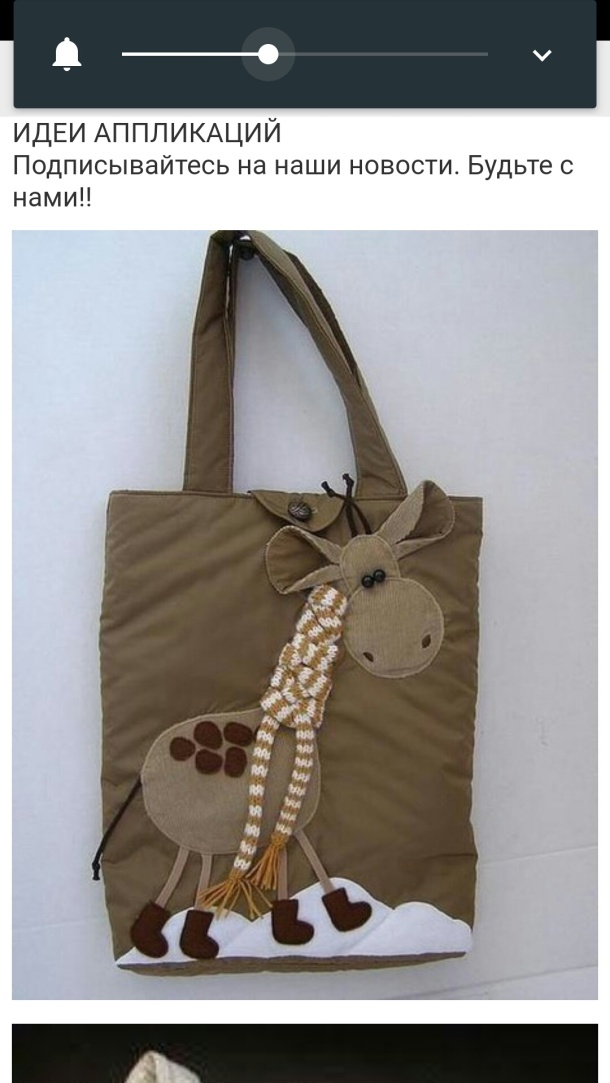 ИДЕИ АППЛИКАЦИЙ
Подписывайтесь на наши новости. Будьте с
нами!!